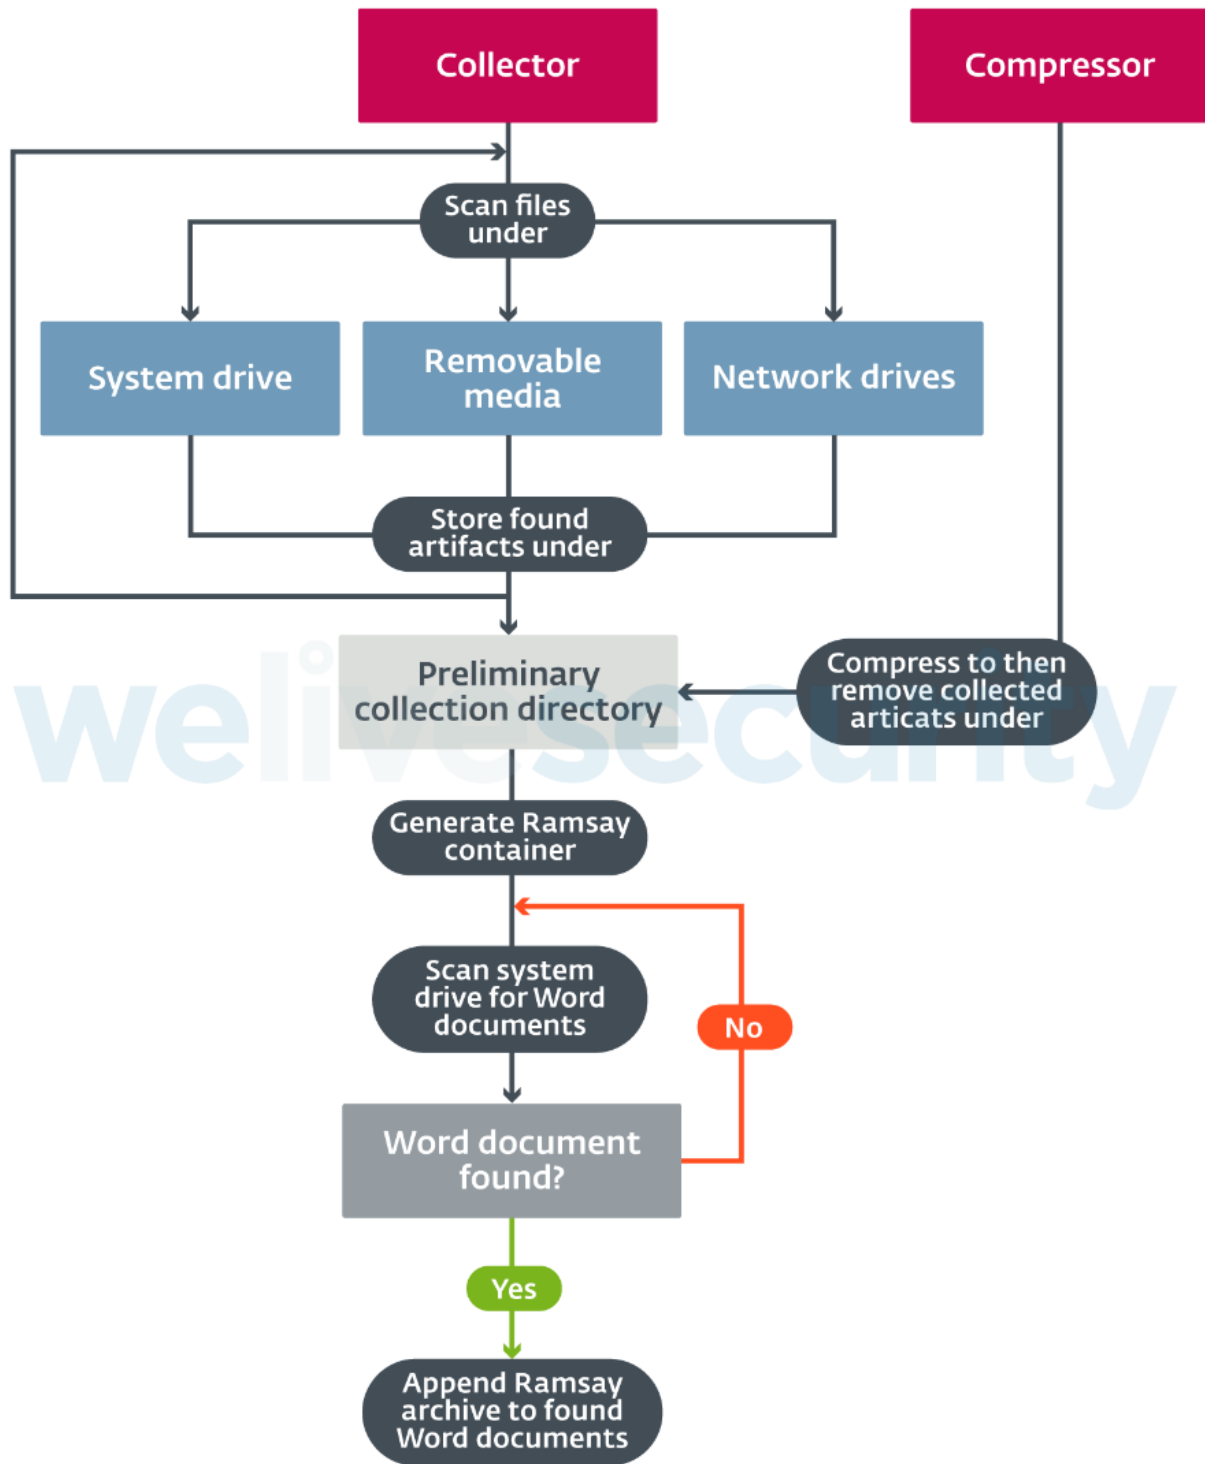 Collector
Compressor
Scan files
under
System drive
Removable
media
Network drives
Store found
artifacts under
Preliminary
collection directory
Compress to then
remove collected
articats under
welivesecurity
Generate Ramsay
container
Scan system
drive for Word
documents
No
Word document
found?
Yes
Append Ramsay
archive to found
Word documents